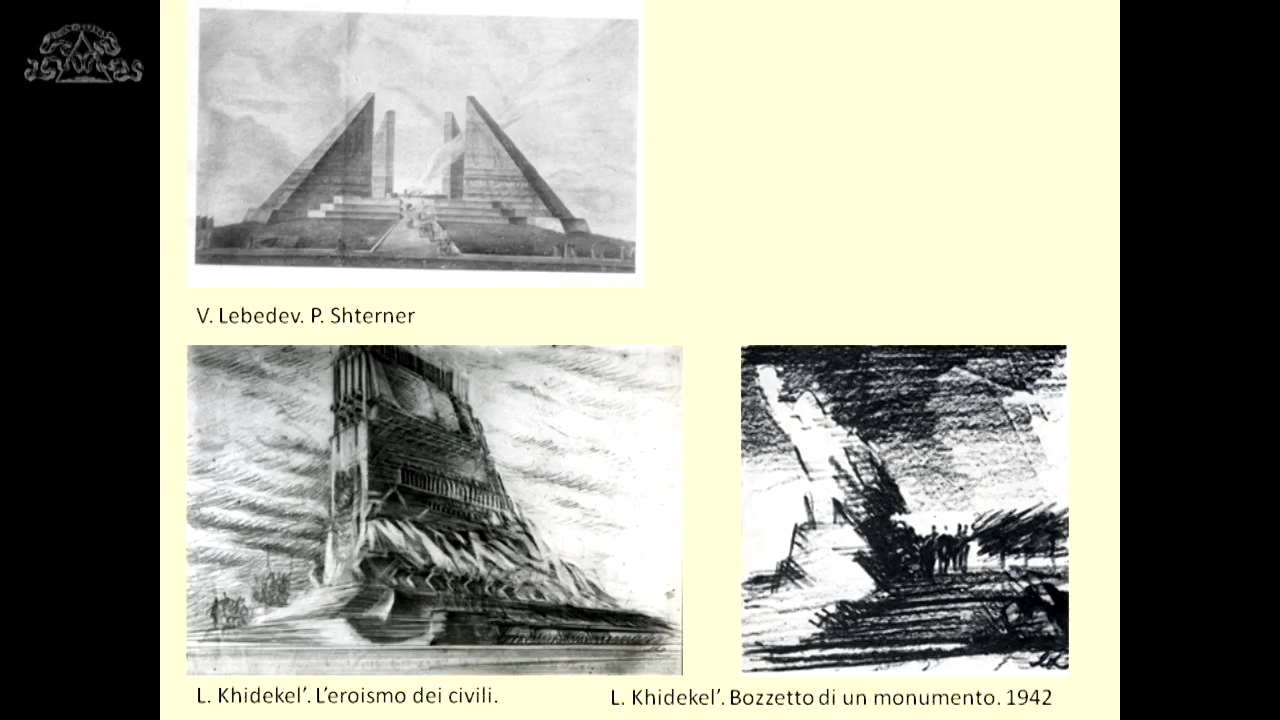 V. Lebedev. P. Shterner
L. Khidekel’. L’eroismo dei civili.
L. Khidekel’. Bozzetto di un monumento. 1942